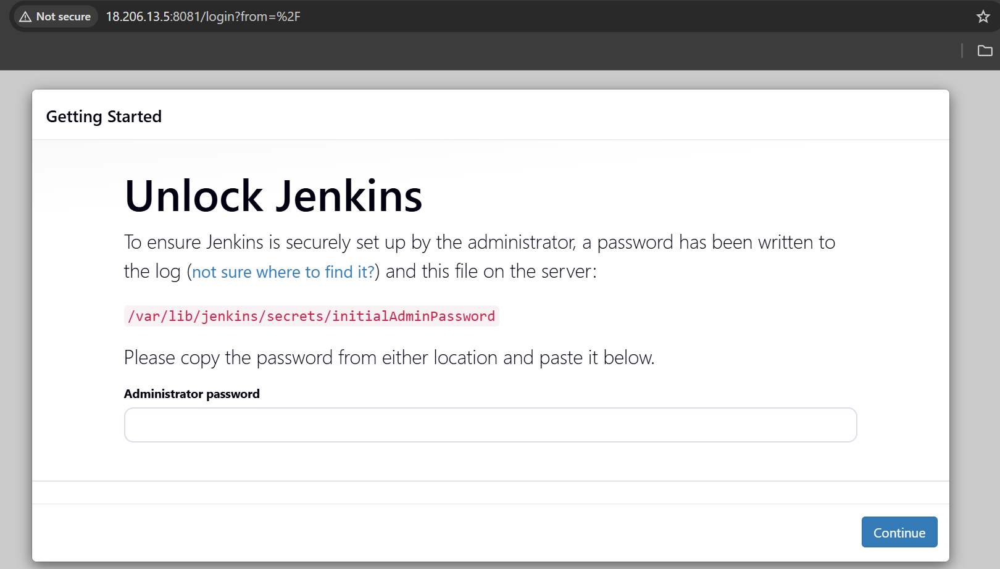 Not secure 18.206.13.5:8081/login?from=%2F
Getting Started
Unlock Jenkins
To ensure Jenkins is securely set up by the administrator, a password has been written to
the log (not sure where to find it?) and this file on the server:
/var/lib/jenkins/secrets/initialAdminPassword
Please copy the password from either location and paste it below.
Administrator password
Continue